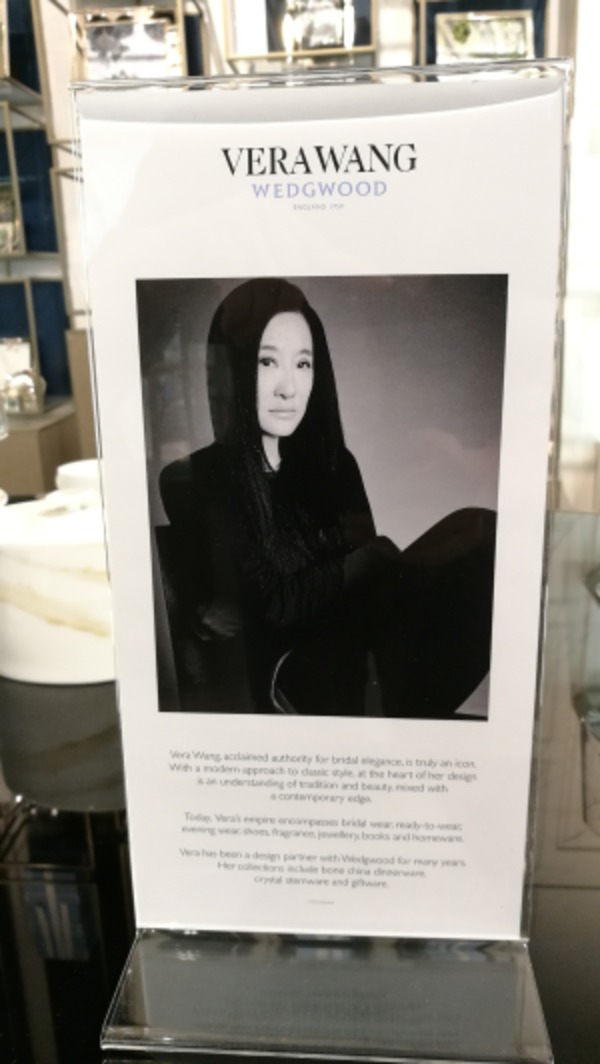 VERA WANG
WEDGWOOD
ENGLAND 1759
Vera Wang, acclaimed authority for bridal elegance, is truly an icon.
With a modern approach to classic style, at the heart of her design
is an understanding of tradition and beauty, mixed with
a contemporary edge.
Today, Vera's empire encompasses bridal wear, ready-to-wear,
evening wear, shoes, fragrance, jewellery, books and homeware.
Vera has been a design partner with Wedgwood for many years.
Her collections include bone china dinnerware,
crystal stemware and giftware.